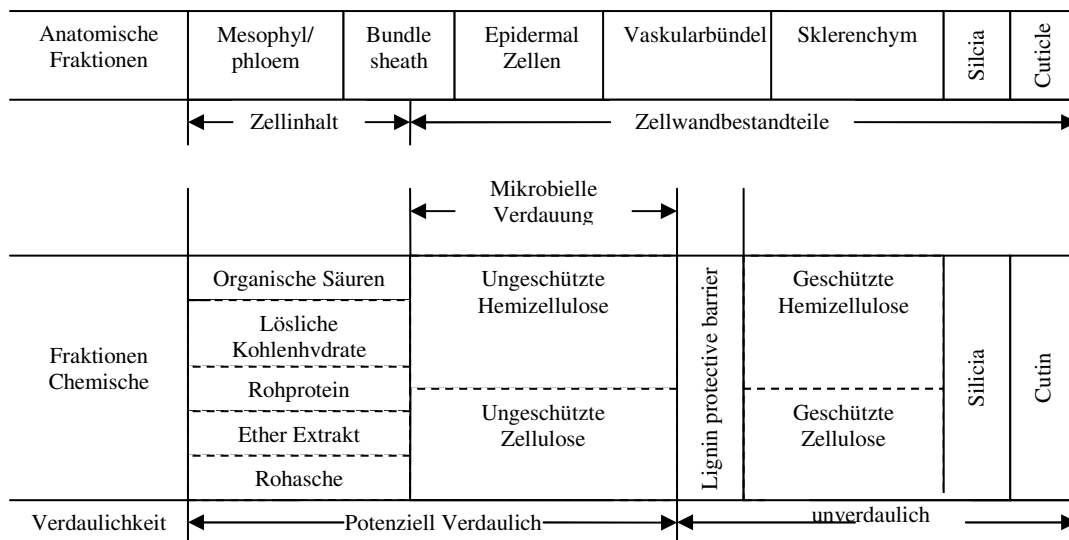 Anatomische
Fraktionen
Mesophyl/
phloem
Bundle
sheath
Epidermal
Zellen
Vaskularbündel
Sklerenchym
Silcia
Cuticle
Zellinhalt
Zellwandbestandteile
Mikrobielle
Verdauung
Fraktionen
Chemische
Organische Säuren
Lösliche
Kohlenhvdrate
Rohprotein
Ether Extrakt
Rohasche
Ungeschützte
Hemizellulose
Ungeschützte
Zellulose
Lignin protective barrier
Geschützte
Hemizellulose
Geschützte
Zellulose
Silicia
Cutin
Verdaulichkeit
Potenziell Verdaulich
unverdaulich